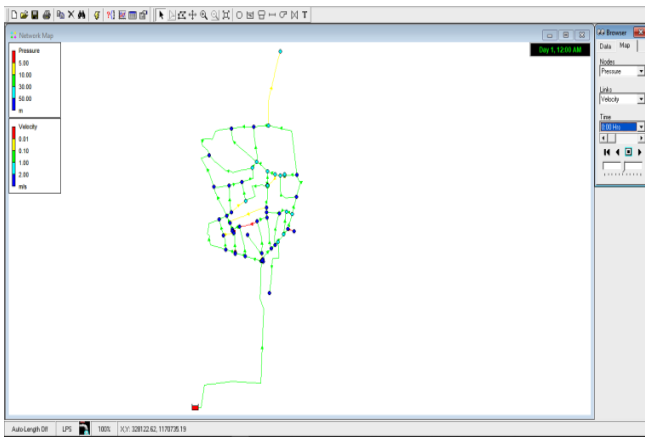 Network Map
Day 1, 12:00 AM
Pressure
5.00
10.00
30.00
50.00
m
Velocity
0.01
0.10
1.00
2.00
m/s
Browser
Data Map
Nodes
Pressure
Links
Velocity
Time
0:00 Hrs
Auto-Length Off LPS 100% X,Y: 328122.62, 1170735.19